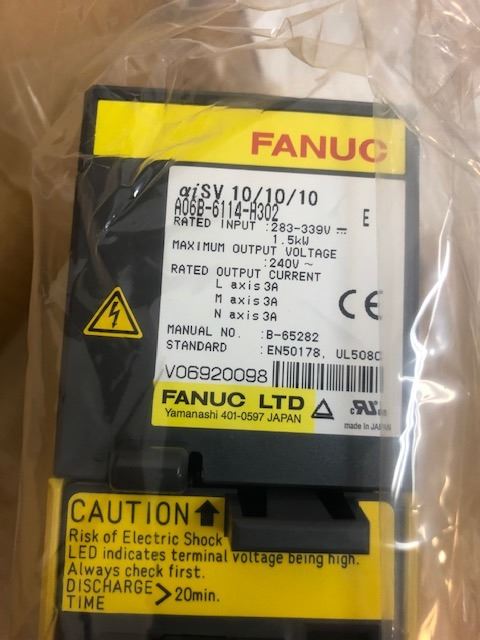 FANUC
αiSV 10/10/10
A06B-6114-H302 E
RATED INPUT :283-339V ⎓
1.5kW
MAXIMUM OUTPUT VOLTAGE
:240V ~
RATED OUTPUT CURRENT
L axis 3A
M axis 3A
N axis 3A
CE
MANUAL NO. :B-65282
STANDARD :EN50178, UL508C
V06920098
FANUC LTD
Yamanashi 401-0597 JAPAN
c RU us
made in JAPAN
CAUTION
Risk of Electric Shock
LED indicates terminal voltage being high.
Always check first.
DISCHARGE TIME > 20min.